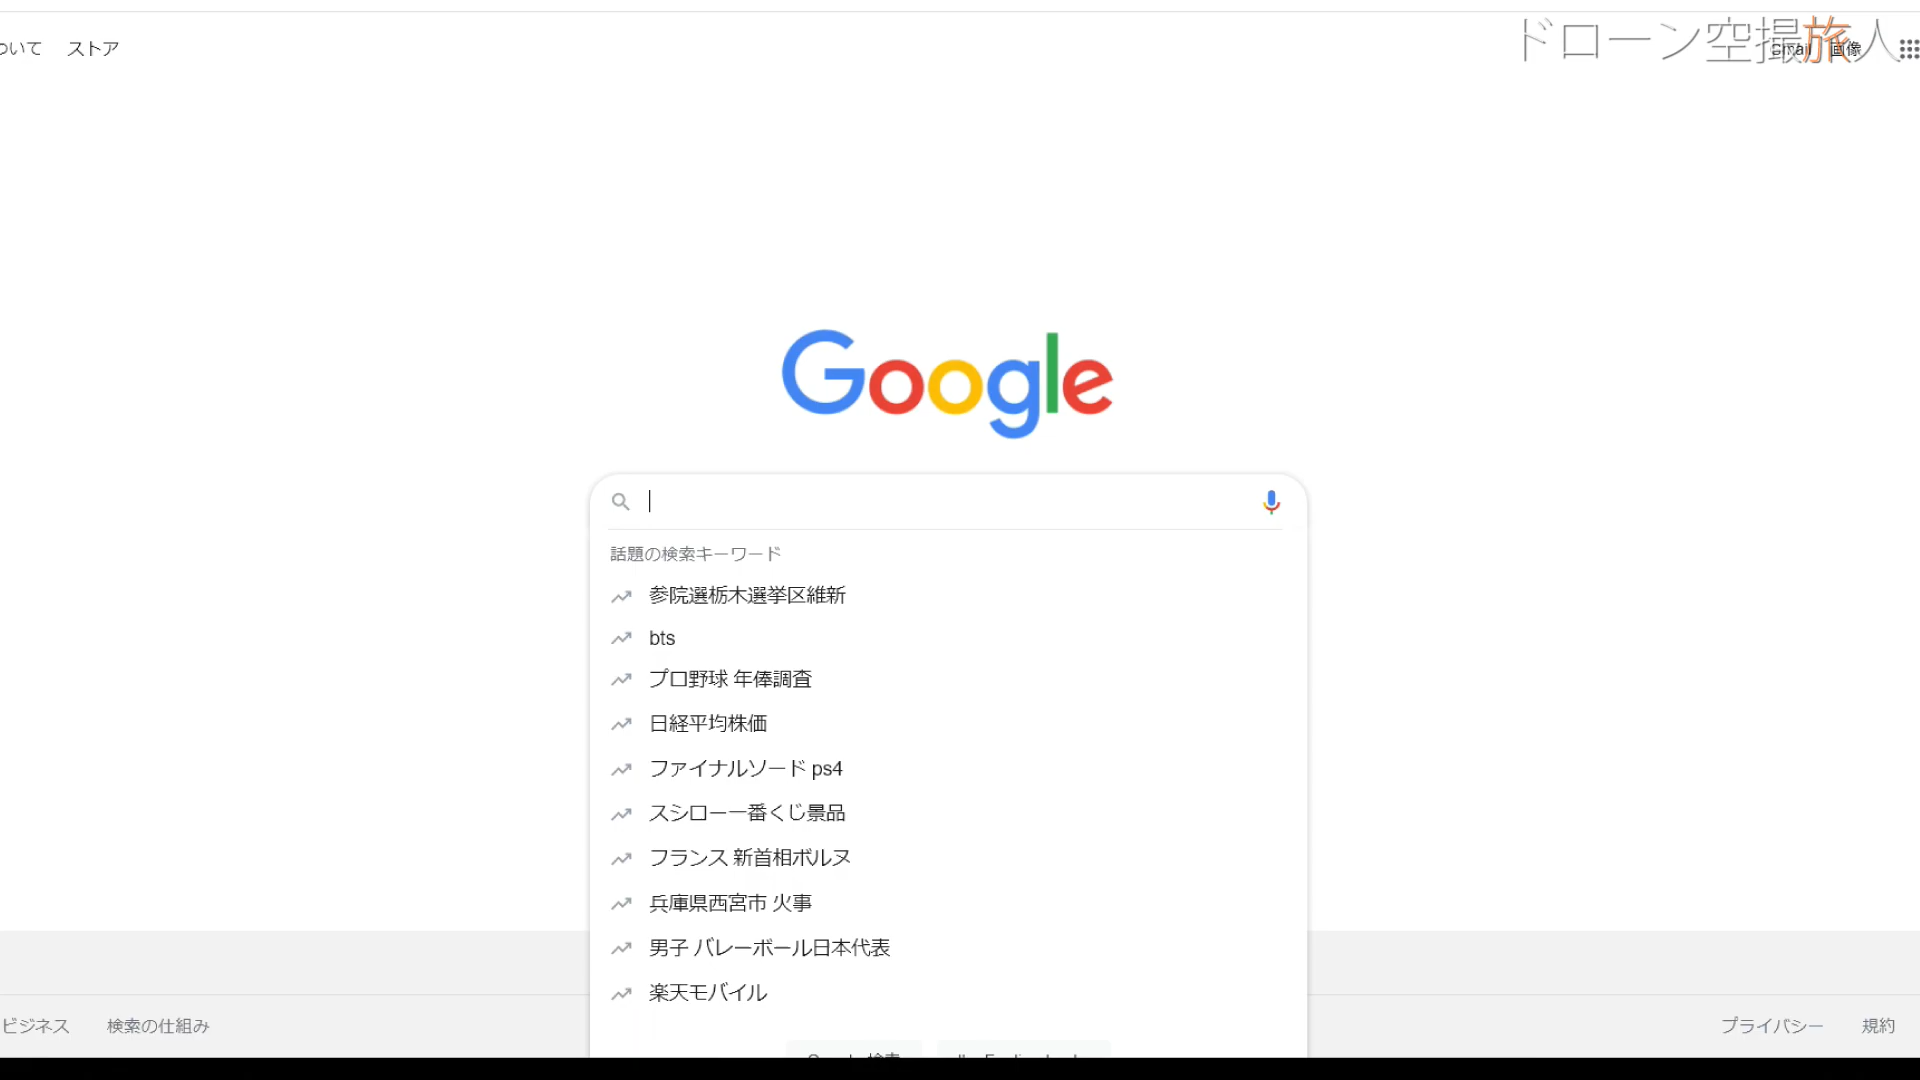 ドローン空撮旅人
ついて ストア
Gmail 画像
Google
話題の検索キーワード
参院選栃木選挙区維新
bts
プロ野球 年俸調査
日経平均株価
ファイナルソード ps4
スシロー一番くじ景品
フランス 新首相ボルヌ
兵庫県西宮市 火事
男子 バレーボール日本代表
楽天モバイル
ビジネス 検索の仕組み
プライバシー 規約